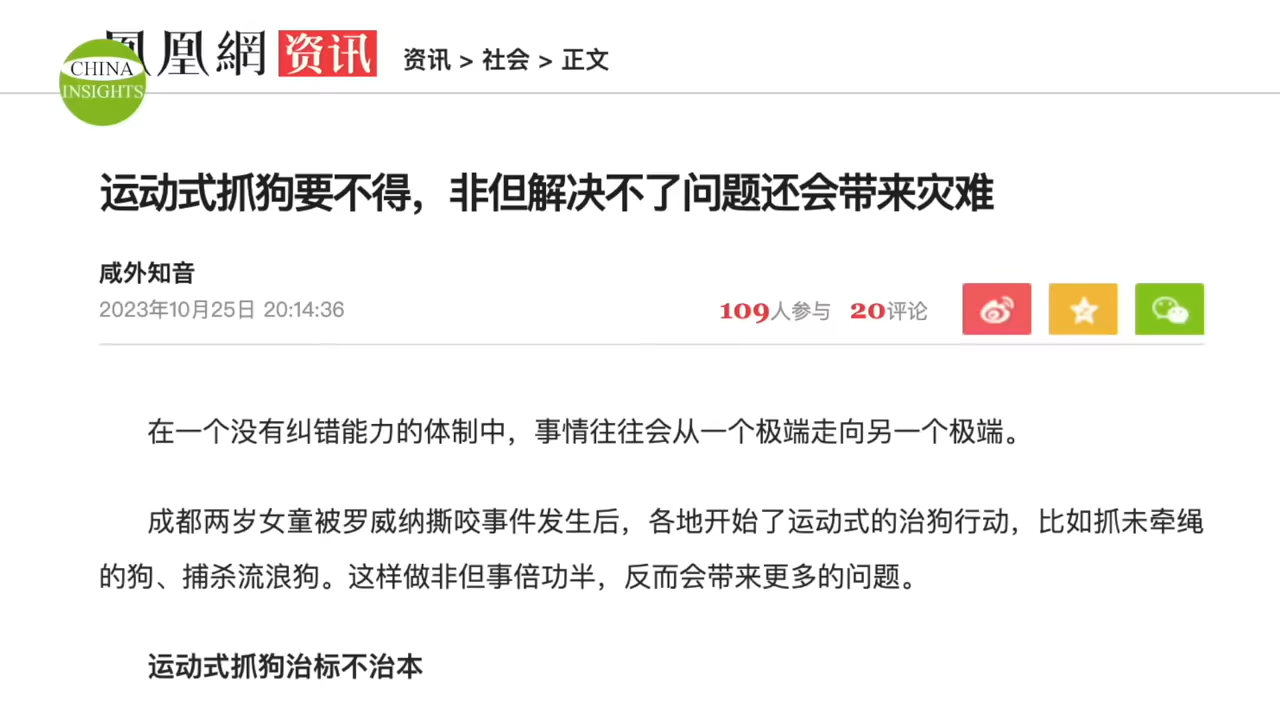 鳳凰網 资讯 资讯 > 社会 > 正文
CHINA
INSIGHTS
运动式抓狗要不得，非但解决不了问题还会带来灾难
咸外知音
2023年10月25日 20:14:36 109人参与 20评论
在一个没有纠错能力的体制中，事情往往会从一个极端走向另一个极端。
成都两岁女童被罗威纳撕咬事件发生后，各地开始了运动式的治狗行动，比如抓未牵绳
的狗、捕杀流浪狗。这样做非但事倍功半，反而会带来更多的问题。
运动式抓狗治标不治本